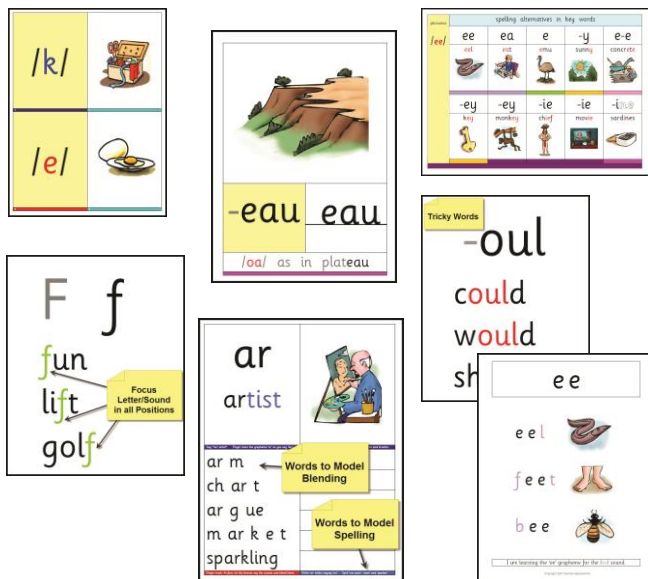 /k/
/e/
-eau eau
/oa/ as in plateau
phonemes
spelling alternatives in key words
/ee/
ee ea e -y e-e
eel eat emu sunny concrete
-ey -ey -ie -ie -ine
key monkey chief movie sardines
Tricky Words
-oul
could
would
sh
F f
fun
lift
golf
Focus
Letter/Sound
in all Positions
ar
artist
ar m
ch ar t
ar g ue
m ar k e t
sparkling
Words to Model
Blending
Words to Model
Spelling
ee
e e l
f e e t
b e e
I am learning the 'ee' grapheme for the /ee/ sound.